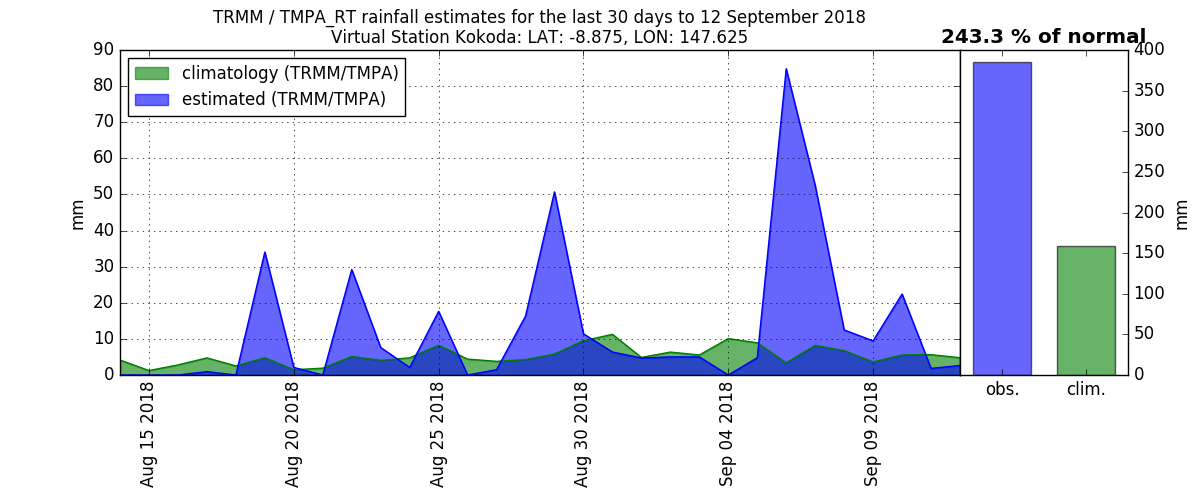 TRMM / TMPA_RT rainfall estimates for the last 30 days to 12 September 2018
Virtual Station Kokoda: LAT: -8.875, LON: 147.625
243.3 % of normal
climatology (TRMM/TMPA)
estimated (TRMM/TMPA)
mm
90
80
70
60
50
40
30
20
10
0
Aug 15 2018
Aug 20 2018
Aug 25 2018
Aug 30 2018
Sep 04 2018
Sep 09 2018
400
350
300
250
200
150
100
50
0
mm
obs.
clim.